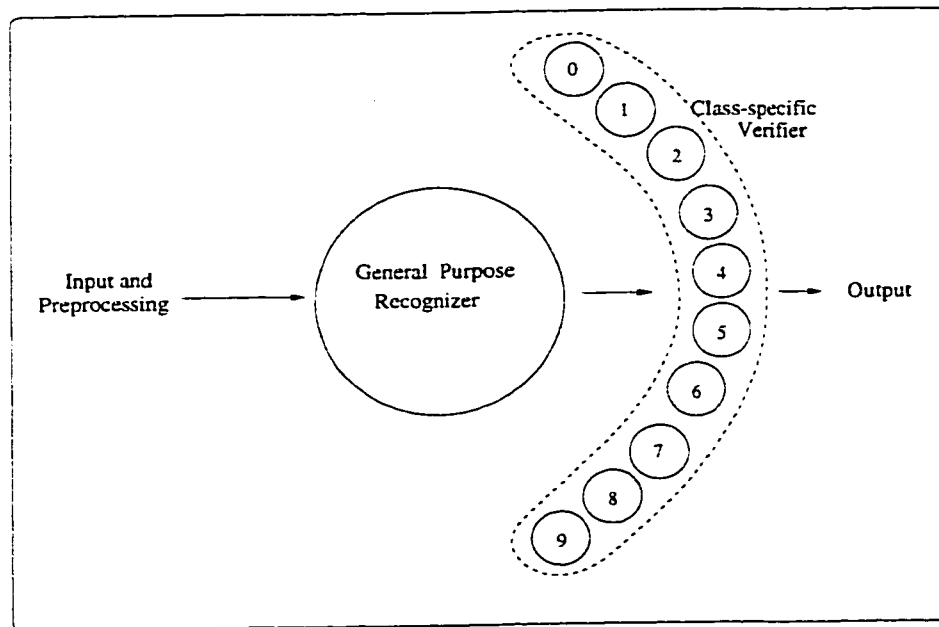 0
1
Class-specific
Verifier
2
3
General Purpose
Recognizer
4
Input and
Preprocessing
Output
5
6
7
8
9